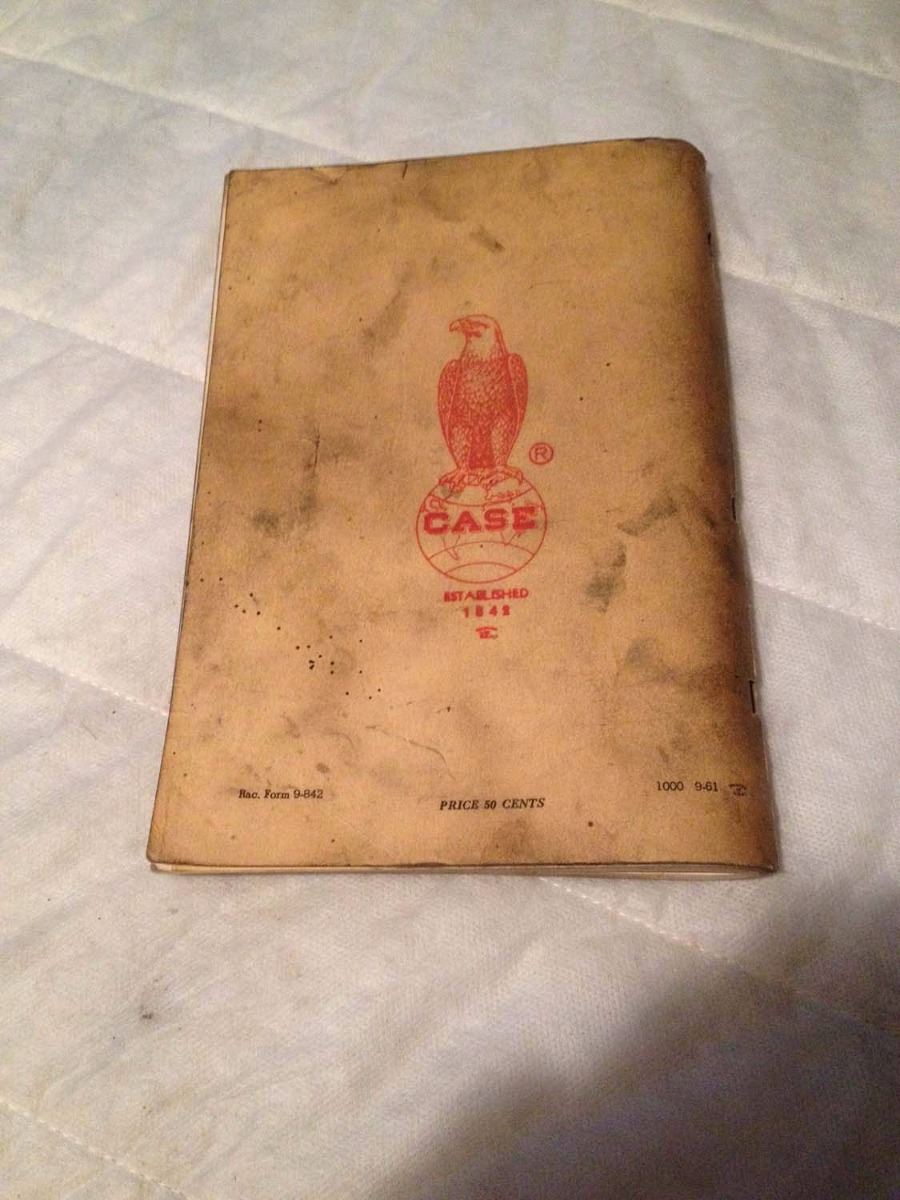 ®
CASE
ESTABLISHED
1842
Rac. Form 9-842
PRICE 50 CENTS
1000 9-61